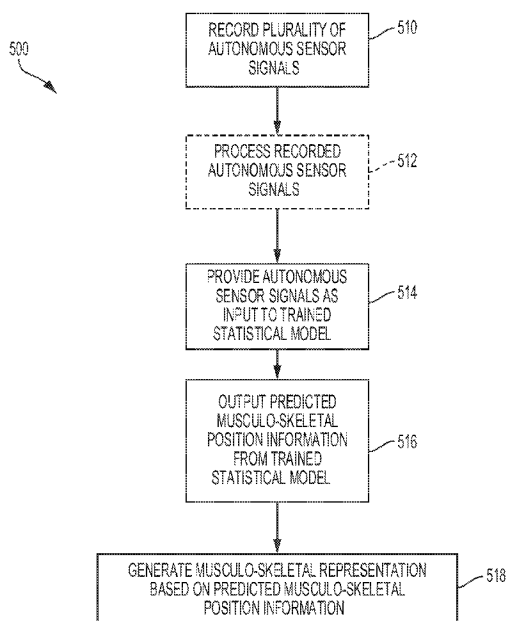 500
RECORD PLURALITY OF
AUTONOMOUS SENSOR
SIGNALS
510
PROCESS RECORDED
AUTONOMOUS SENSOR
SIGNALS
512
PROVIDE AUTONOMOUS
SENSOR SIGNALS AS
INPUT TO TRAINED
STATISTICAL MODEL
514
OUTPUT PREDICTED
MUSCULO-SKELETAL
POSITION INFORMATION
FROM TRAINED
STATISTICAL MODEL
516
GENERATE MUSCULO-SKELETAL REPRESENTATION
BASED ON PREDICTED MUSCULO-SKELETAL
POSITION INFORMATION
518